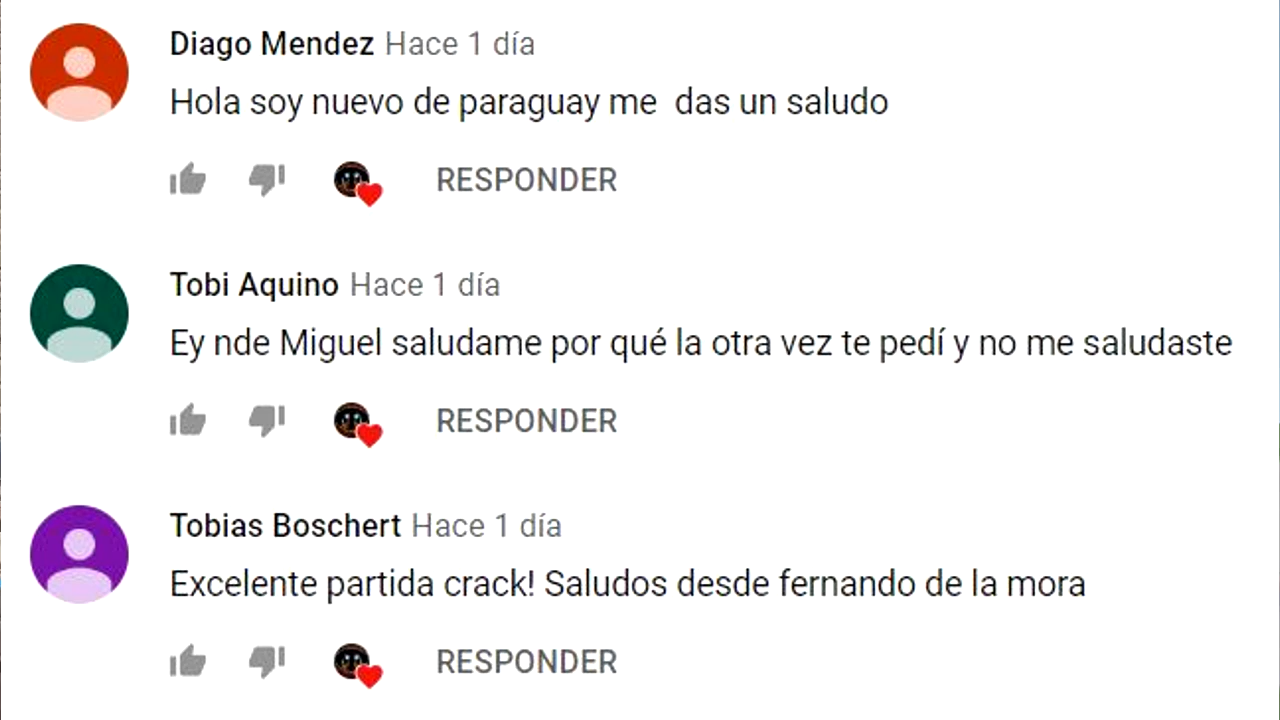 Diago Mendez Hace 1 día
Hola soy nuevo de paraguay me  das un saludo
RESPONDER
Tobi Aquino Hace 1 día
Ey nde Miguel saludame por qué la otra vez te pedí y no me saludaste
RESPONDER
Tobias Boschert Hace 1 día
Excelente partida crack! Saludos desde fernando de la mora
RESPONDER